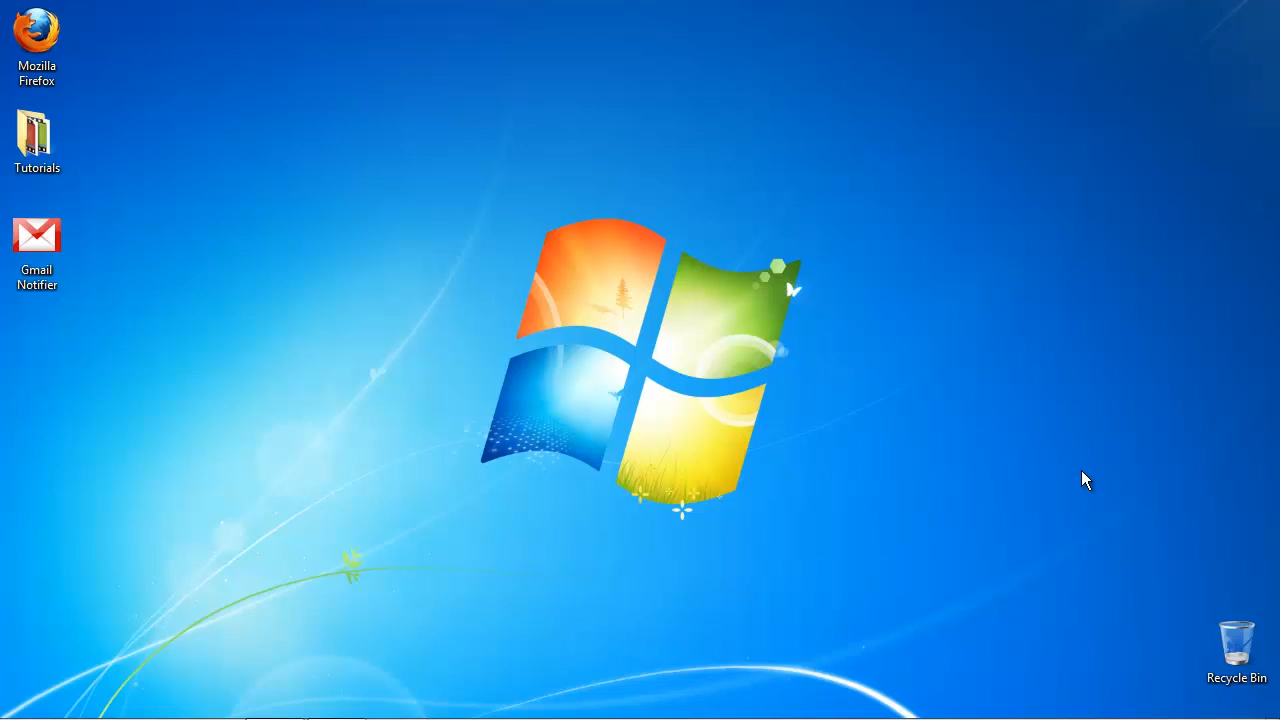 Mozilla
Firefox
Tutorials
Gmail
Notifier
Recycle Bin